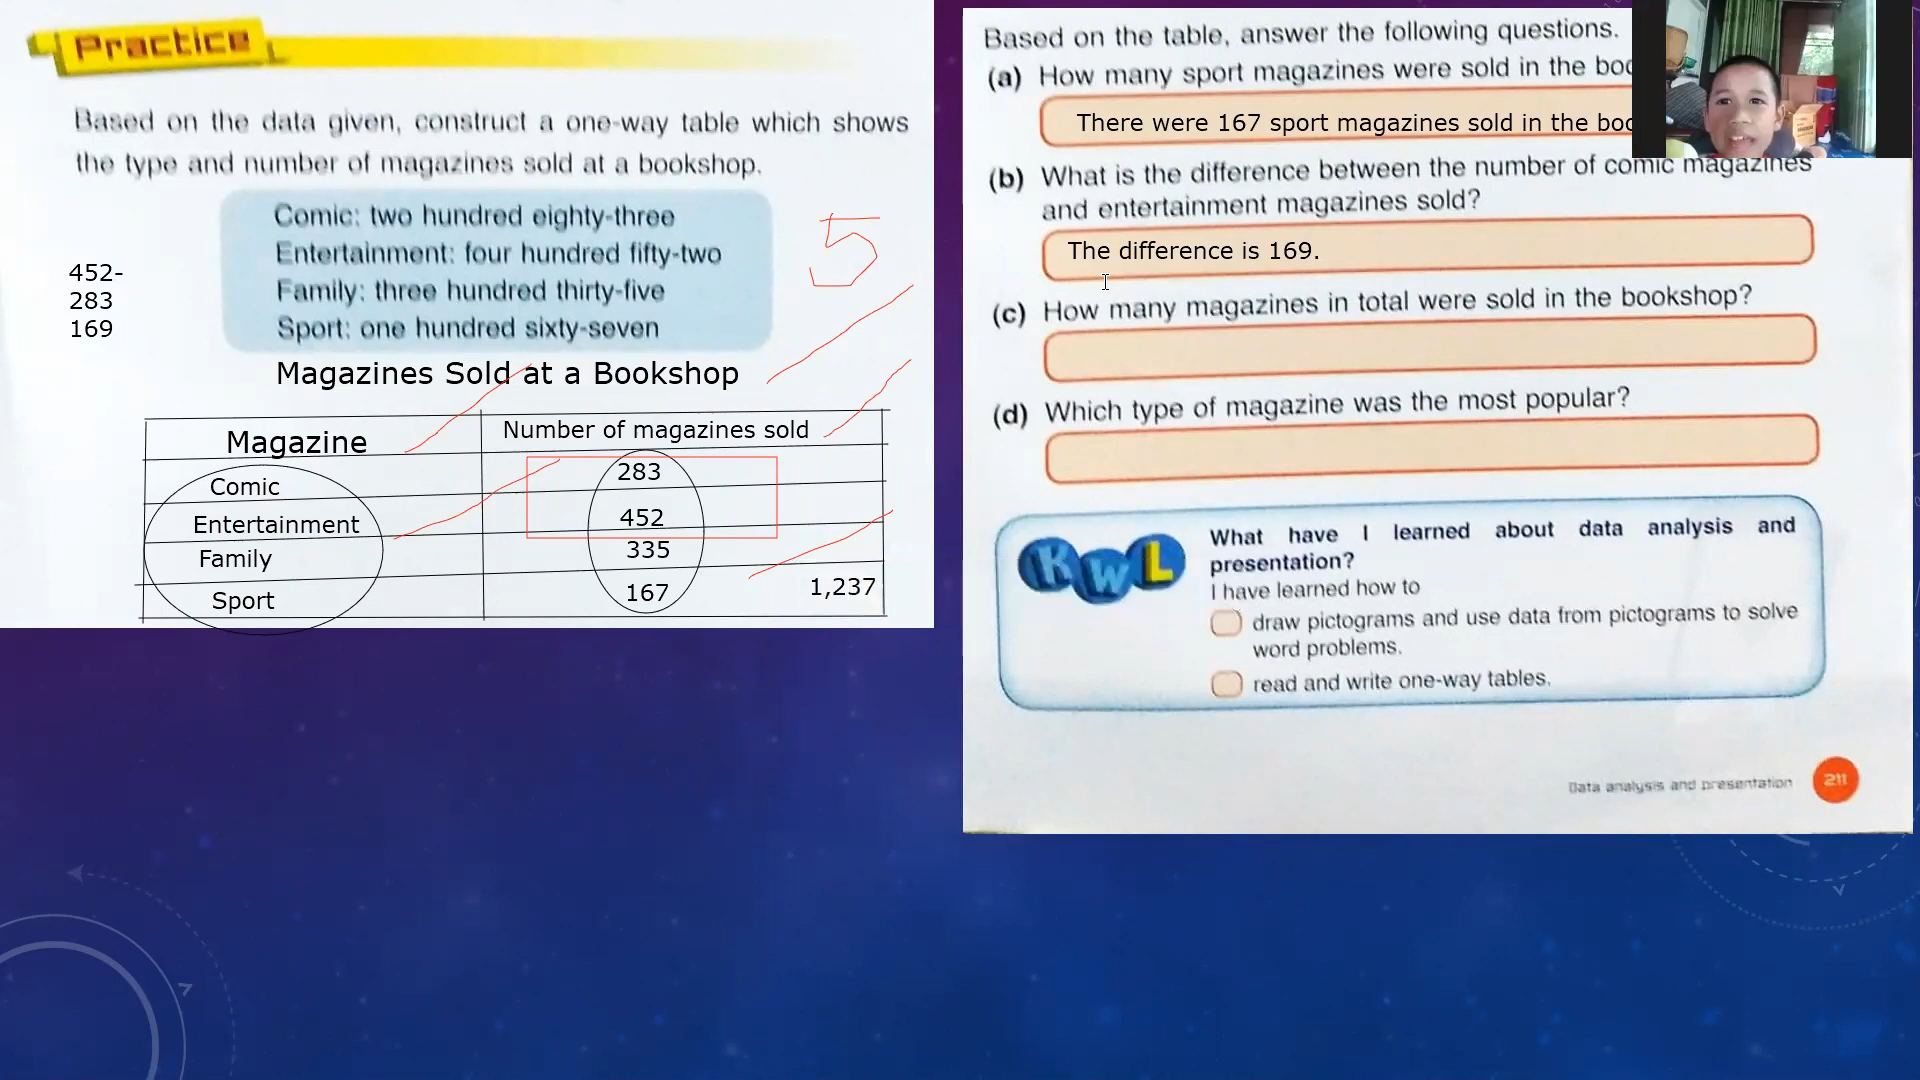 Practice
Based on the data given, construct a one-way table which shows
the type and number of magazines sold at a bookshop.
Comic: two hundred eighty-three
Entertainment: four hundred fifty-two
Family: three hundred thirty-five
Sport: one hundred sixty-seven
5
452-
283
169
Magazines Sold at a Bookshop
Magazine Number of magazines sold
Comic 283
Entertainment 452
Family 335
Sport 167 1,237
Based on the table, answer the following questions.
(a) How many sport magazines were sold in the
There were 167 sport magazines sold in the
(b) What is the difference between the number of comic magazines
and entertainment magazines sold?
The difference is 169.
(c) How many magazines in total were sold in the bookshop?
(d) Which type of magazine was the most popular?
KWL
What have I learned about data analysis and
presentation?
I have learned how to
draw pictograms and use data from pictograms to solve
word problems.
read and write one-way tables.
Data analysis and presentation 211